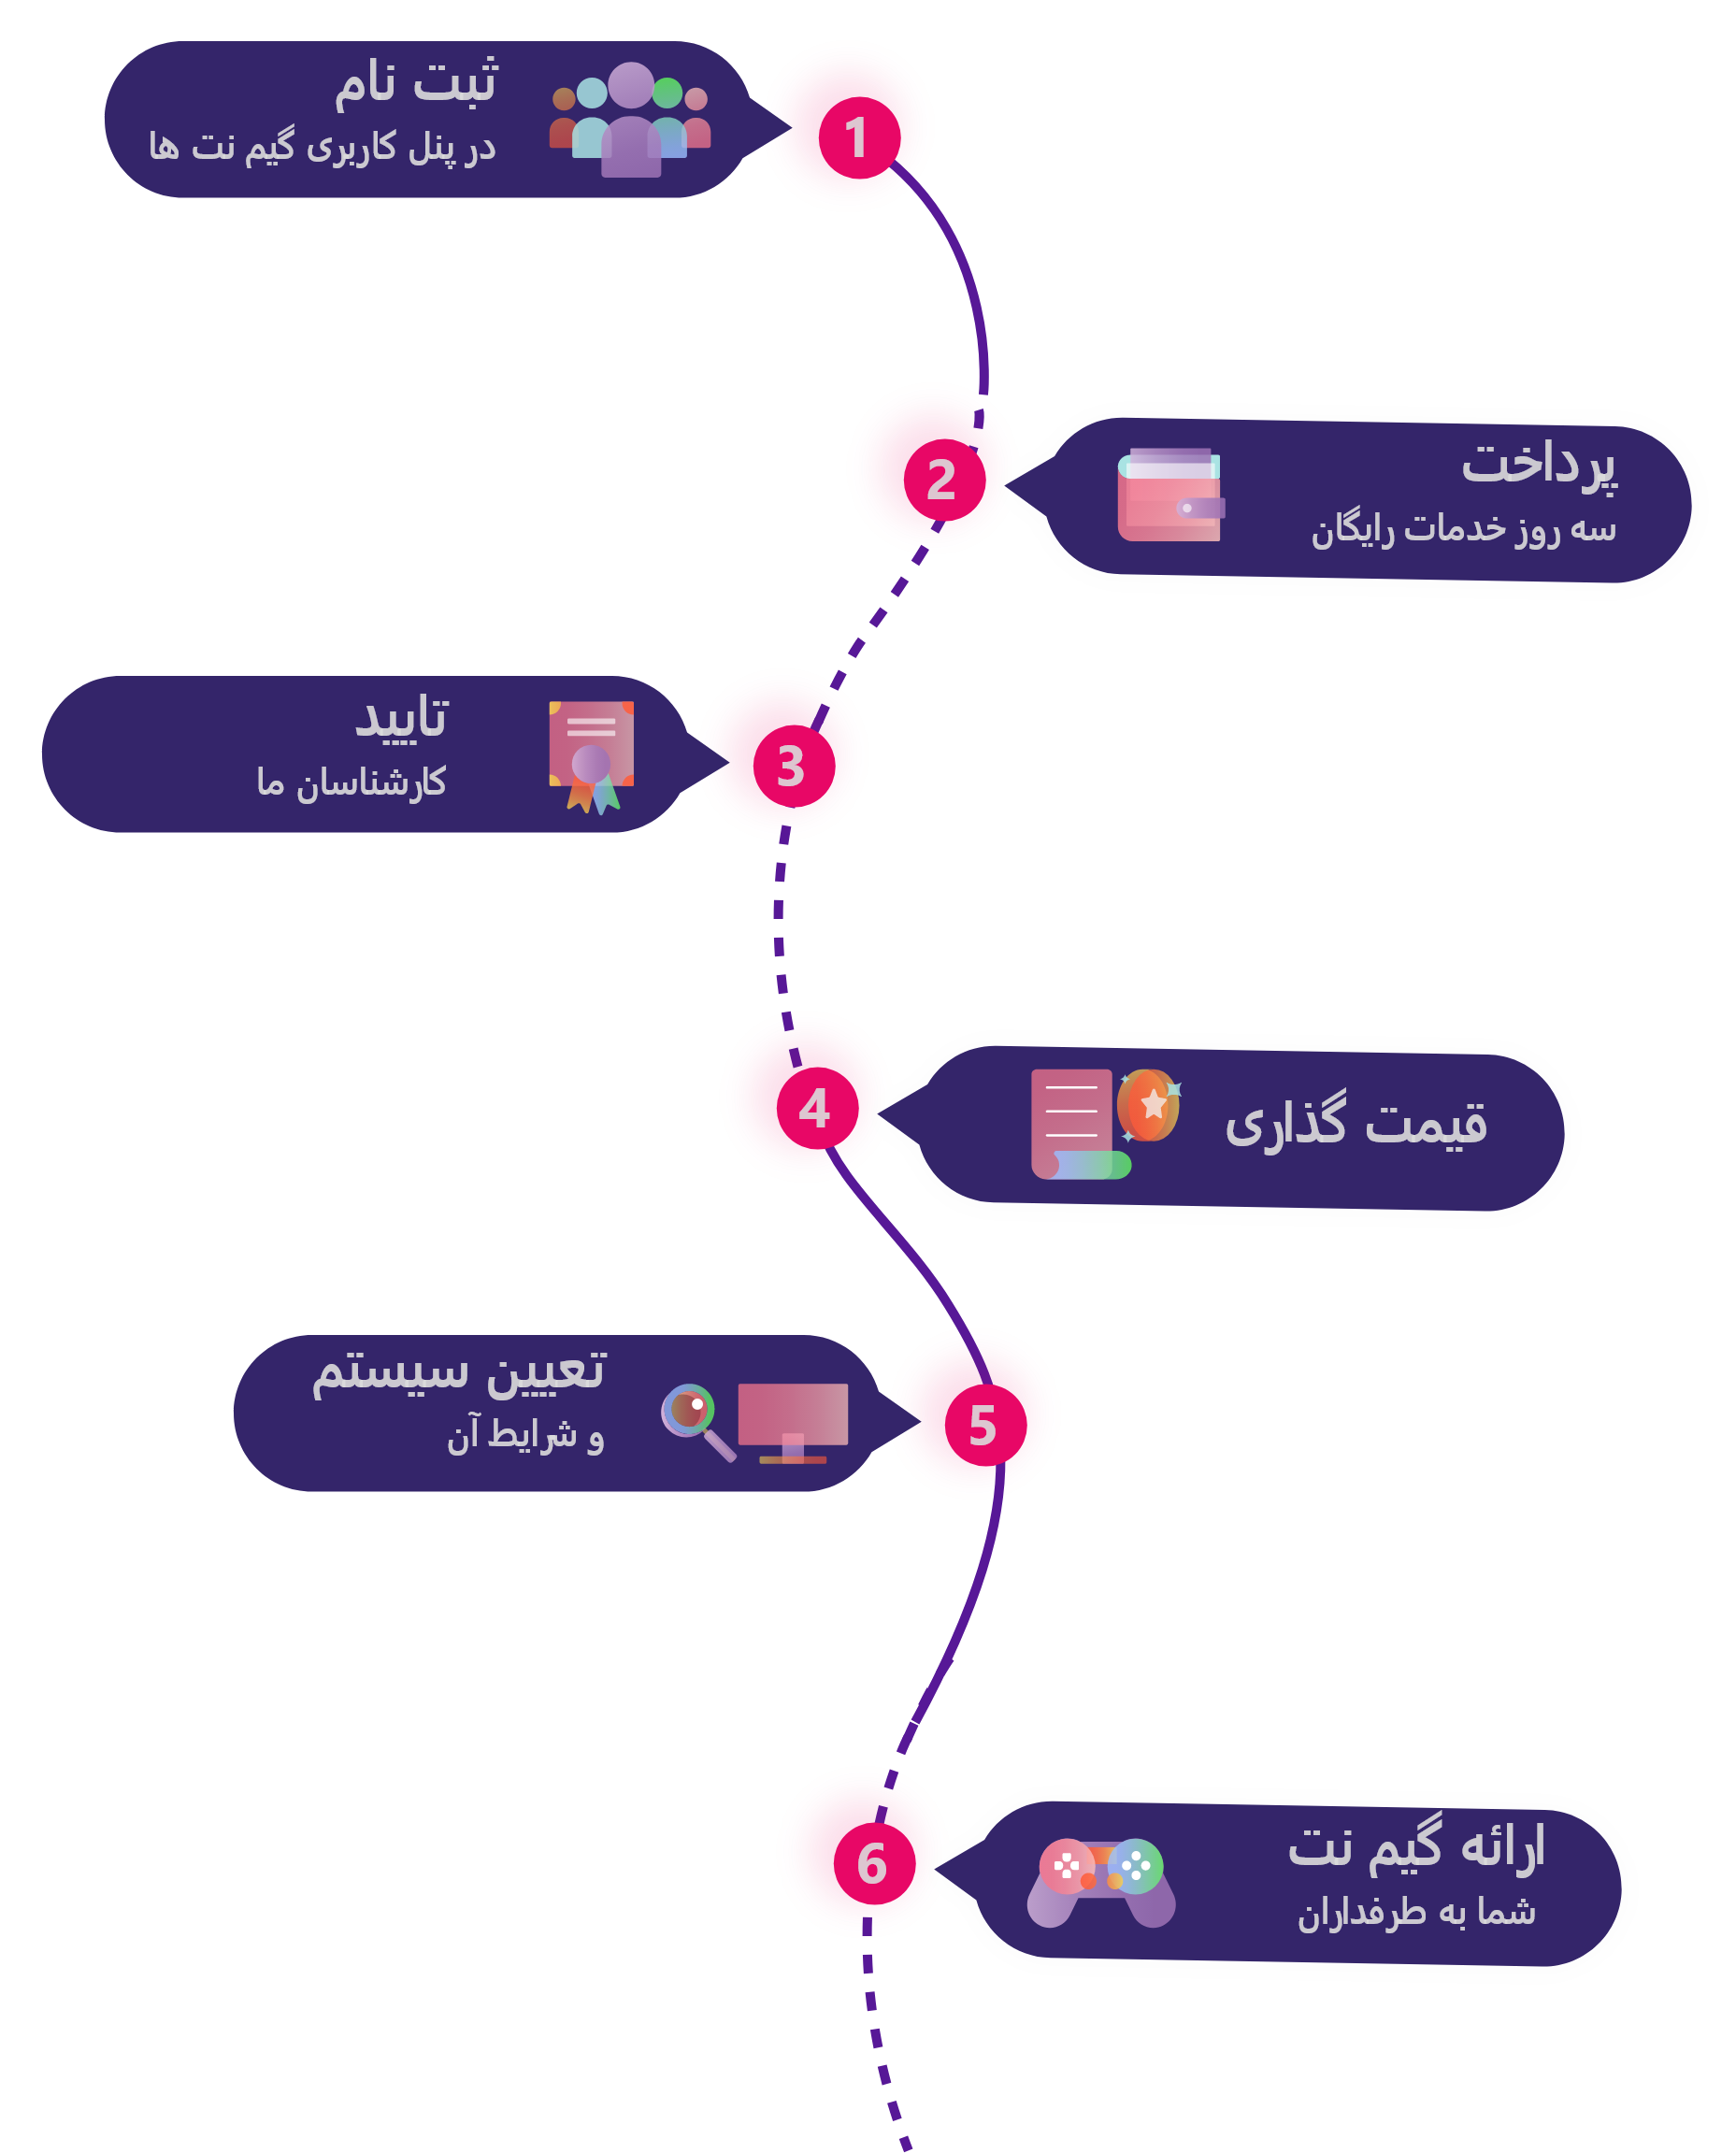 1
ثبت نام
در پنل کاربری گیم نت ها
2
پرداخت
سه روز خدمات رایگان
3
تایید
کارشناسان ما
4
قیمت گذاری
5
تعیین سیستم
و شرایط آن
6
ارائه گیم نت
شما به طرفداران